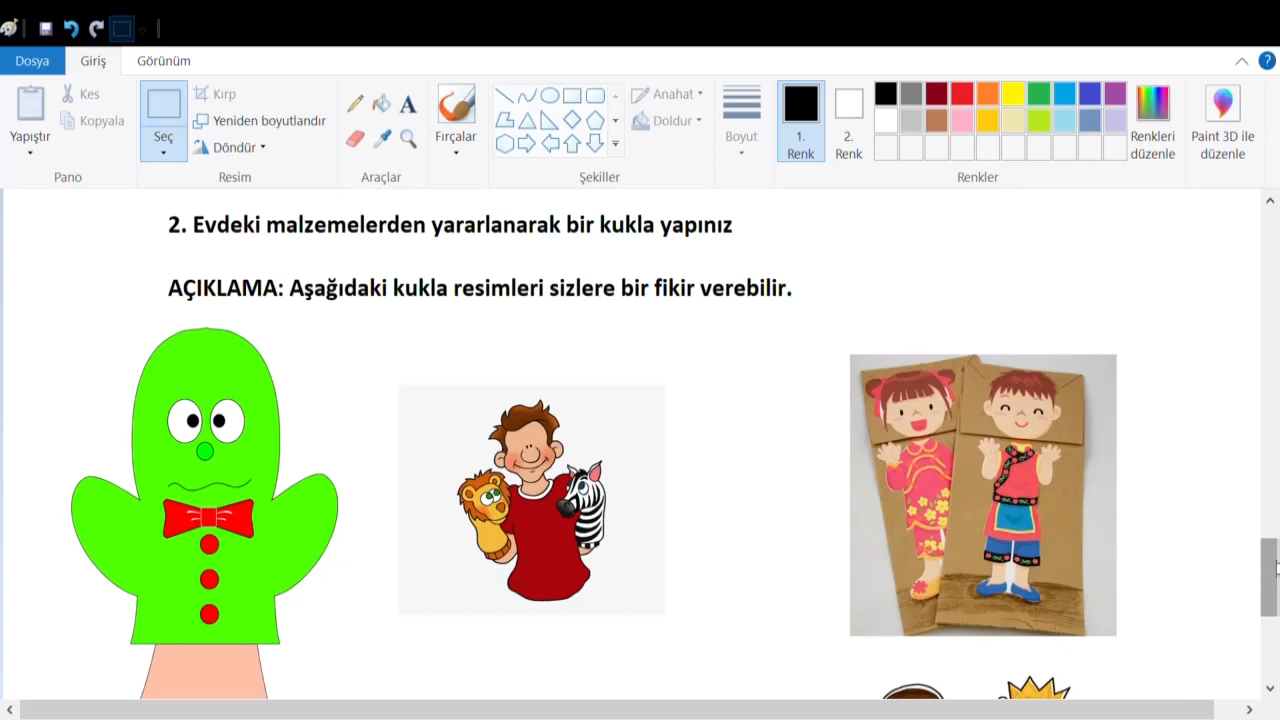 Dosya Giriş Görünüm
Yapıştır
Kes
Kopyala
Pano
Seç
Kırp
Yeniden boyutlandır
Döndür
Resim
A
Araçlar
Fırçalar
Anahat
Doldur
Şekiller
Boyut
1.
Renk
2.
Renk
Renkleri
düzenle
Renkler
Paint 3D ile
düzenle
?
2. Evdeki malzemelerden yararlanarak bir kukla yapınız
AÇIKLAMA: Aşağıdaki kukla resimleri sizlere bir fikir verebilir.